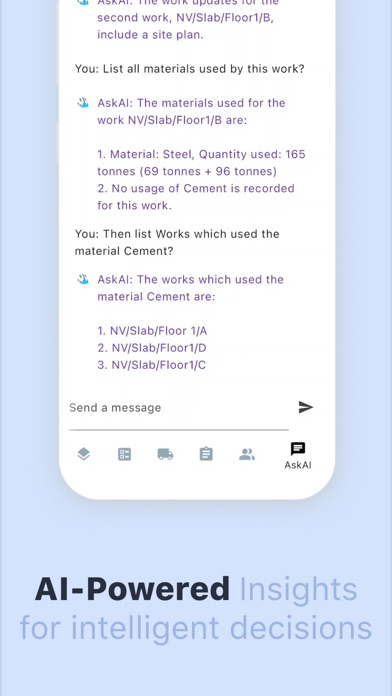 AskAI: The work updates for the
second work, NV/Slab/Floor1/B,
include a site plan.
You: List all materials used by this work?
AskAI: The materials used for the
work NV/Slab/Floor1/B are:
1. Material: Steel, Quantity used: 165
tonnes (69 tonnes + 96 tonnes)
2. No usage of Cement is recorded
for this work.
You: Then list Works which used the
material Cement?
AskAI: The works which used the
material Cement are:
1. NV/Slab/Floor 1/A
2. NV/Slab/Floor1/D
3. NV/Slab/Floor1/C
Send a message
AskAI
AI-Powered Insights
for intelligent decisions